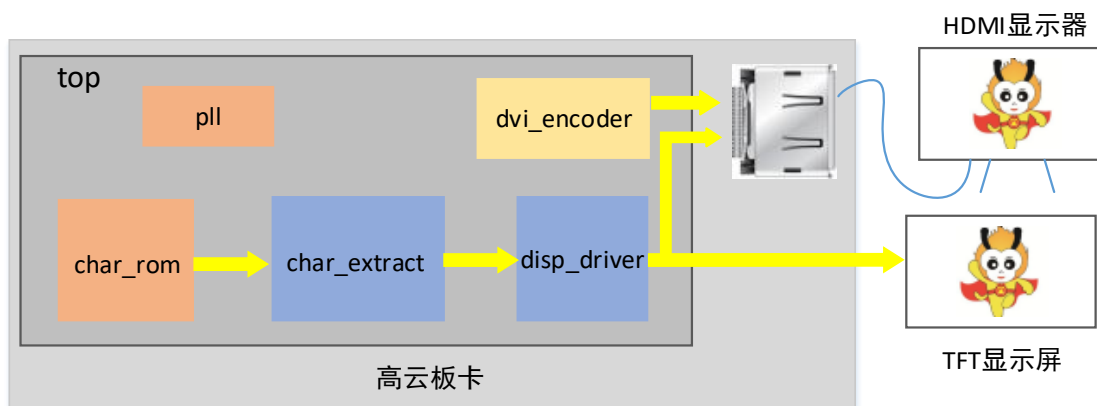 HDMI显示器
top
pll
dvi_encoder
char_rom
char_extract
disp_driver
高云板卡
TFT显示屏